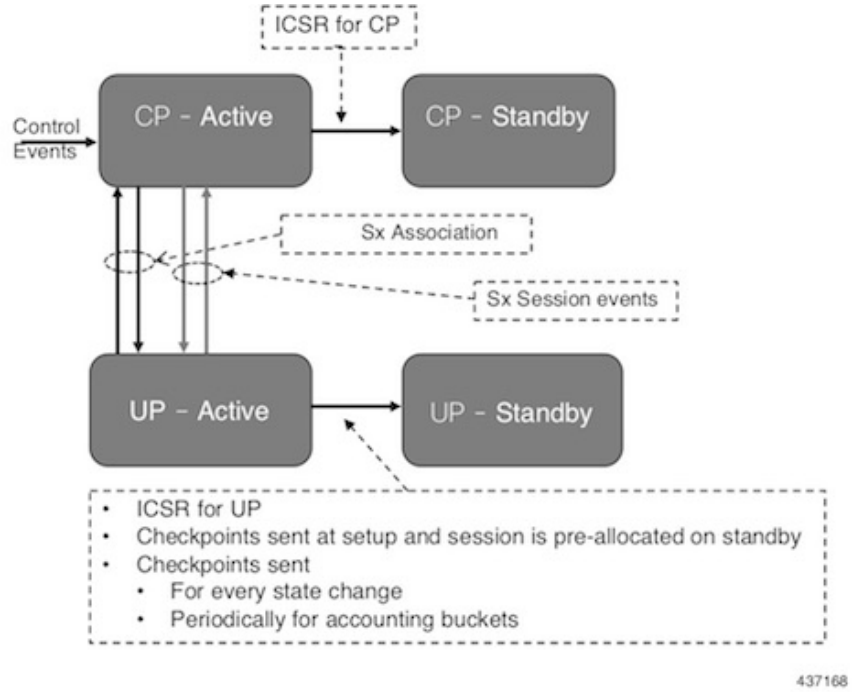 ICSR for CP
CP - Active
CP - Standby
Control
Events
Sx Association
Sx Session events
UP - Active
UP - Standby
• ICSR for UP
• Checkpoints sent at setup and session is pre-allocated on standby
• Checkpoints sent
• For every state change
• Periodically for accounting buckets
437168